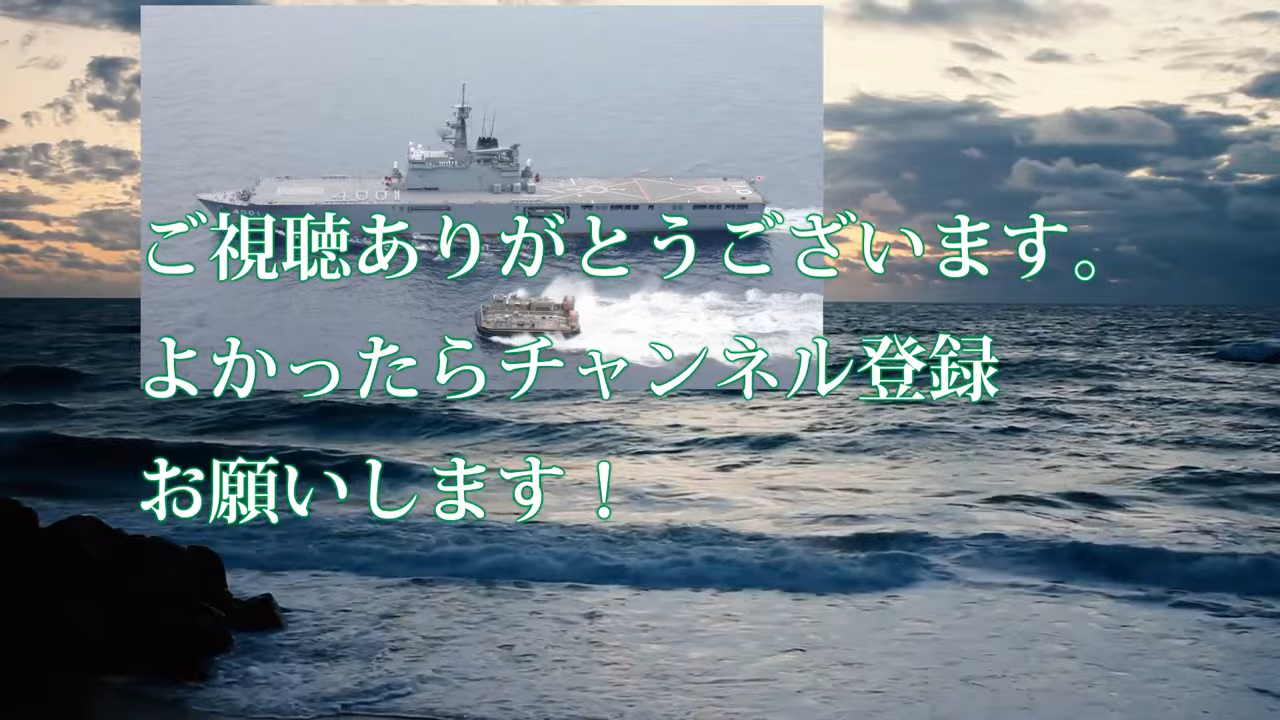 4001
ご視聴ありがとうございます。
よかったらチャンネル登録
お願いします！